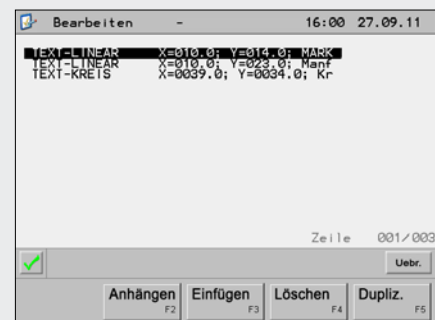 Bearbeiten - 16:00 27.09.11
TEXT-LINEAR X=010.0; Y=014.0; MARK
TEXT-LINEAR X=010.0; Y=023.0; Manf
TEXT-KREIS X=0039.0; Y=0034.0; Kr
Zeile 001/003
Uebr.
Anhängen F2 Einfügen F3 Löschen F4 Dupliz. F5